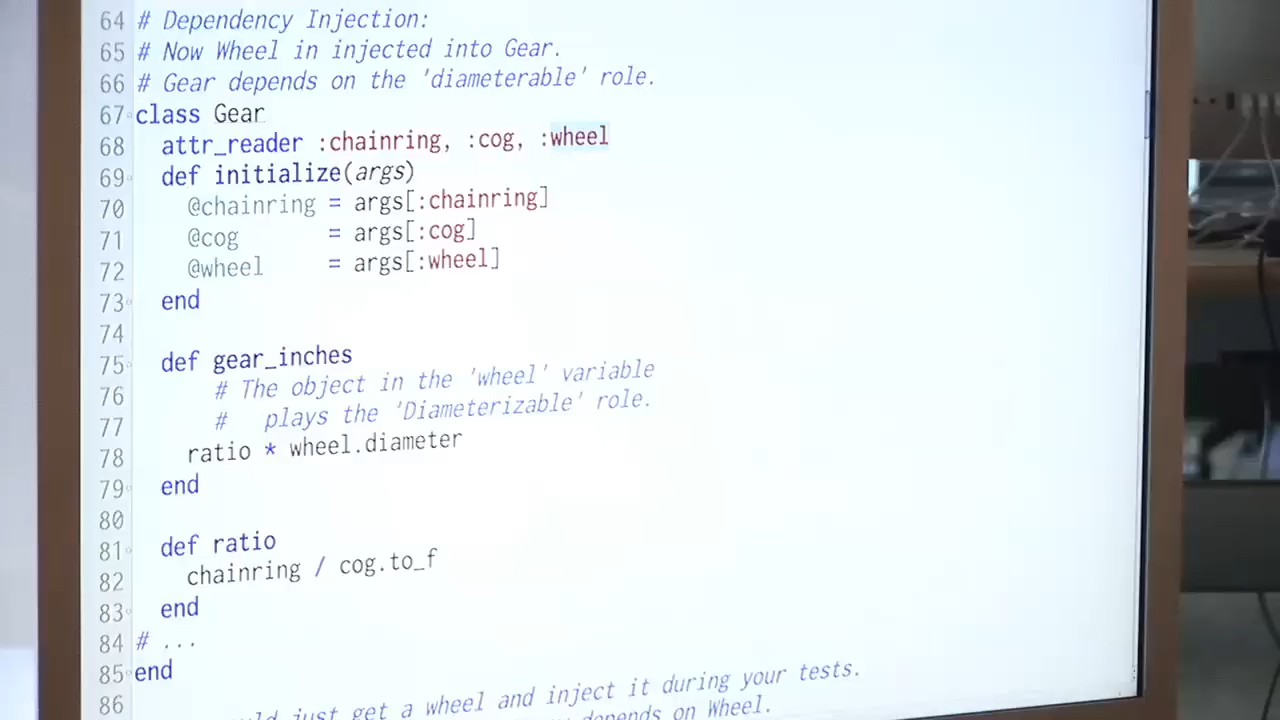 64 # Dependency Injection:
65 # Now Wheel in injected into Gear.
66 # Gear depends on the 'diameterable' role.
67 class Gear
68 attr_reader :chainring, :cog, :wheel
69 def initialize(args)
70 @chainring = args[:chainring]
71 @cog = args[:cog]
72 @wheel = args[:wheel]
73 end
74
75 def gear_inches
76 # The object in the 'wheel' variable
77 # plays the 'Diameterizable' role.
78 ratio * wheel.diameter
79 end
80
81 def ratio
82 chainring / cog.to_f
83 end
84 # ...
85 end
86 just get a wheel and inject it during your tests.
depends on Wheel.